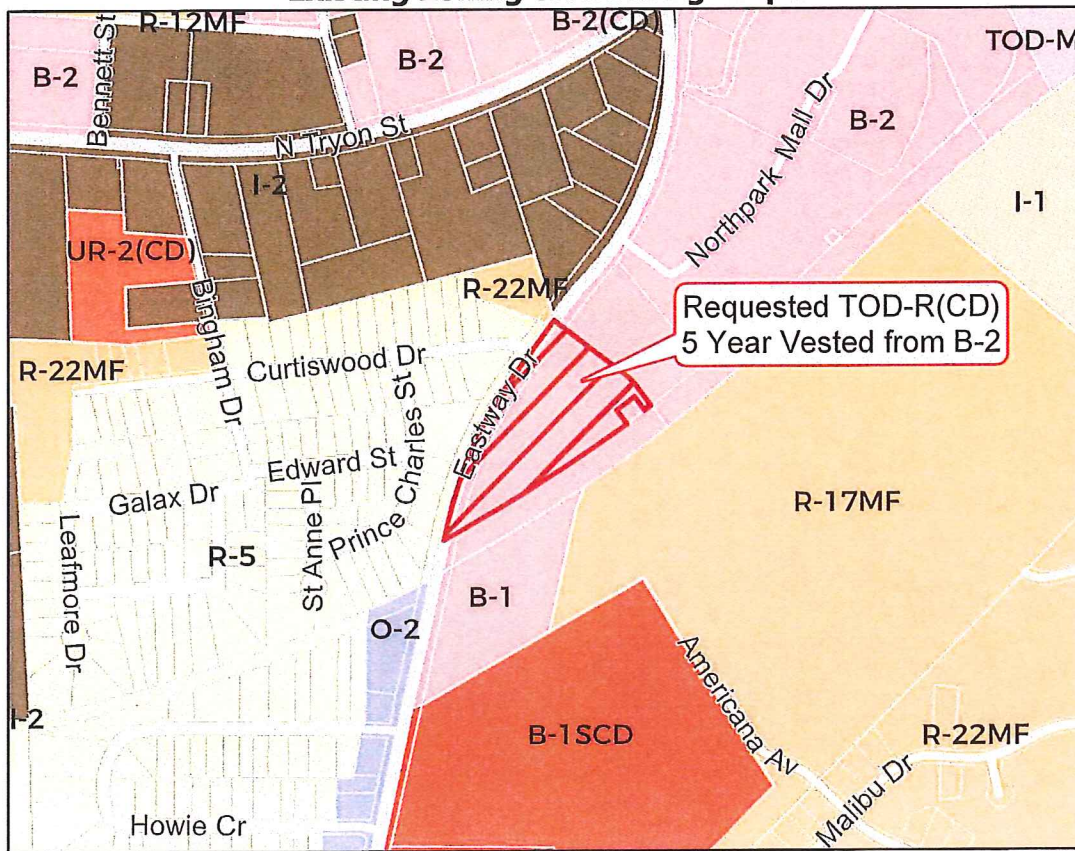 R-12MF
B-2(CD)
TOD-M
Bennett St
B-2
B-2
B-2
N Tryon St
Northpark Mall Dr
I-2
I-1
UR-2(CD)
Bingham Dr
R-22MF
Requested TOD-R(CD)
5 Year Vested from B-2
R-22MF
Curtiswood Dr
Eastway Dr
Prince Charles St
Edward St
Galax Dr
St Anne Pl
R-17MF
Leafmore Dr
R-5
B-1
O-2
Americana Av
I-2
B-1SCD
R-22MF
Malibu Dr
Howie Cr